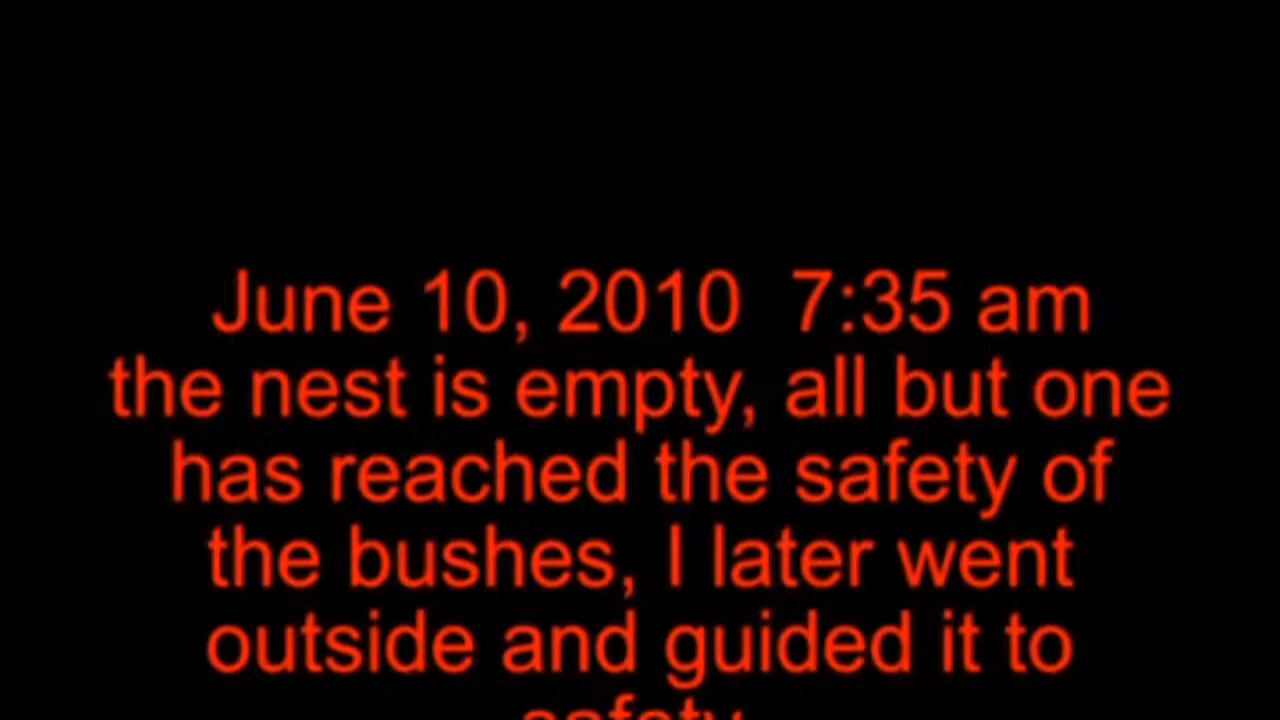 June 10, 2010  7:35 am
the nest is empty, all but one
has reached the safety of
the bushes, I later went
outside and guided it to
safety